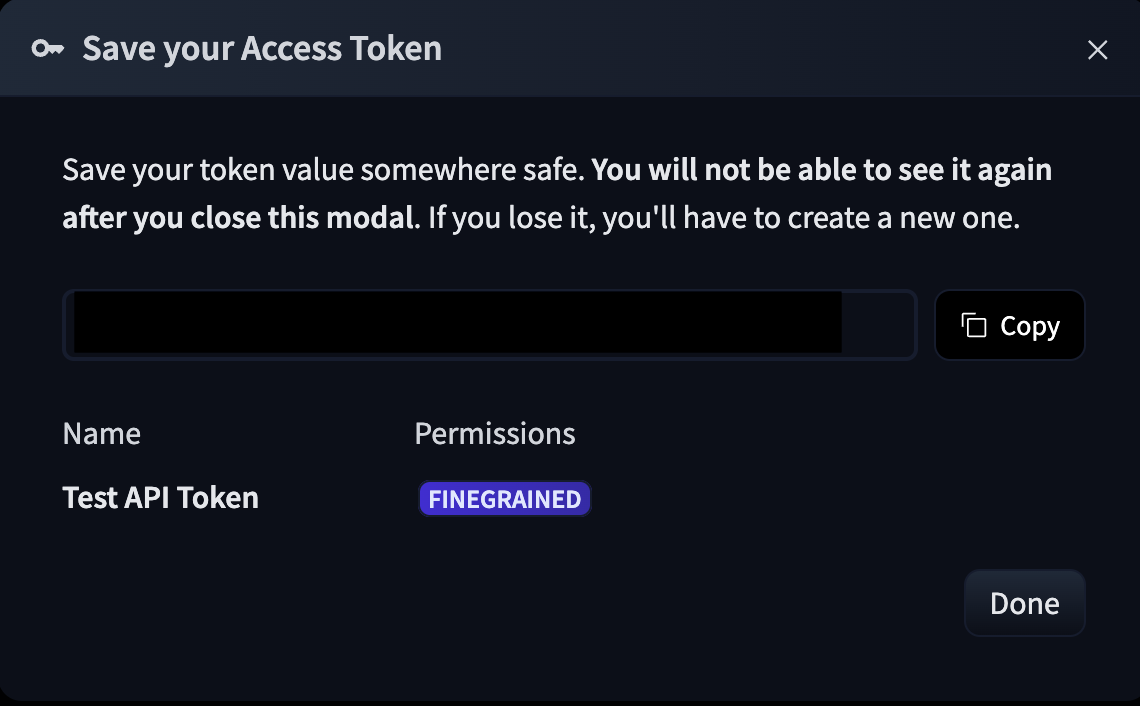 Save your Access Token
Save your token value somewhere safe. You will not be able to see it again
after you close this modal. If you lose it, you'll have to create a new one.
Copy
Name Permissions
Test API Token FINEGRAINED
Done